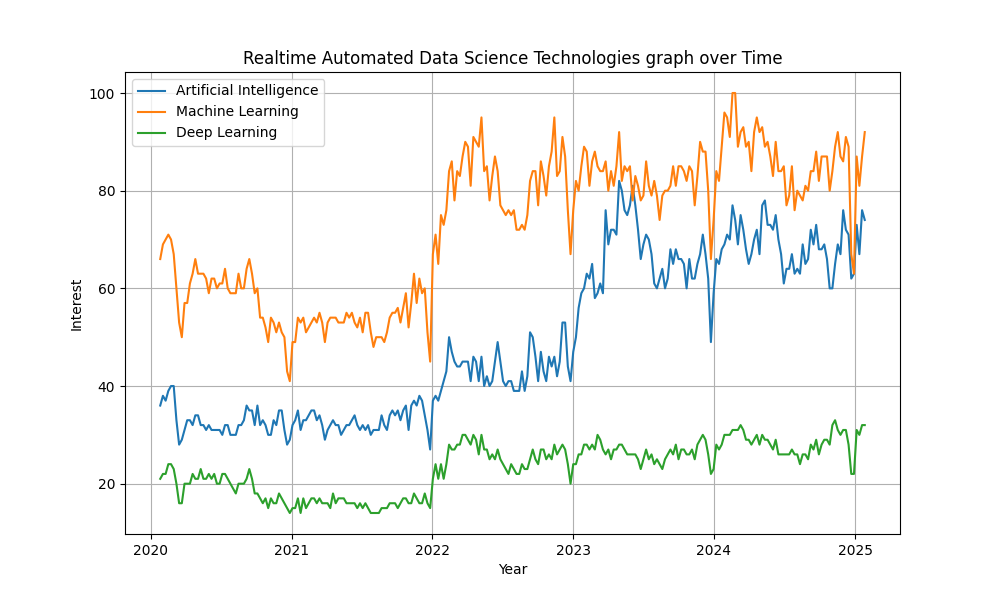 Realtime Automated Data Science Technologies graph over Time
Artificial Intelligence
Machine Learning
Deep Learning
100
80
60
40
20
Interest
2020 2021 2022 2023 2024 2025
Year